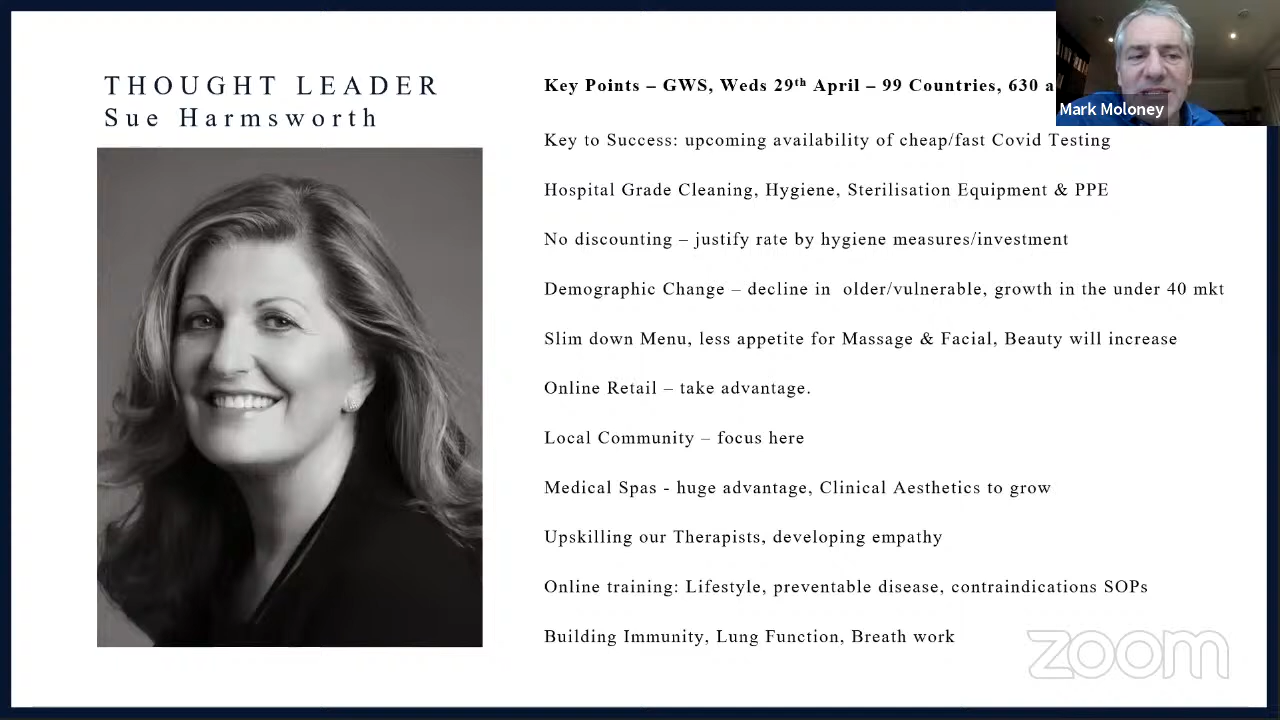 THOUGHT LEADER
Sue Harmsworth
Key Points – GWS, Weds 29th April – 99 Countries, 630
Mark Moloney
Key to Success: upcoming availability of cheap/fast Covid Testing
Hospital Grade Cleaning, Hygiene, Sterilisation Equipment & PPE
No discounting – justify rate by hygiene measures/investment
Demographic Change – decline in  older/vulnerable, growth in the under 40 mkt
Slim down Menu, less appetite for Massage & Facial, Beauty will increase
Online Retail – take advantage.
Local Community – focus here
Medical Spas - huge advantage, Clinical Aesthetics to grow
Upskilling our Therapists, developing empathy
Online training: Lifestyle, preventable disease, contraindications SOPs
Building Immunity, Lung Function, Breath work
zoom